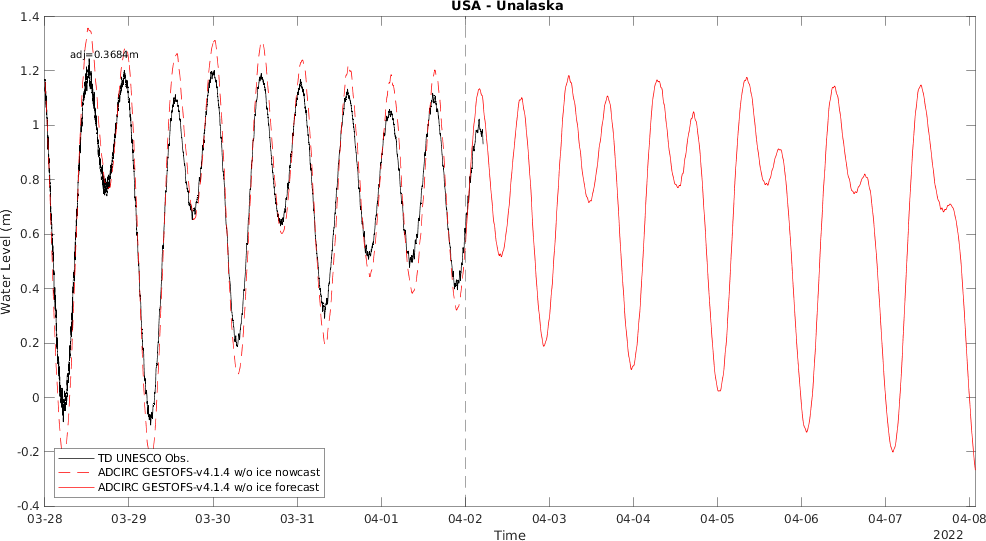 USA - Unalaska
adj=0.3684m
Water Level (m)
1.4
1.2
1
0.8
0.6
0.4
0.2
0
-0.2
-0.4
TD UNESCO Obs.
ADCIRC GESTOFS-v4.1.4 w/o ice nowcast
ADCIRC GESTOFS-v4.1.4 w/o ice forecast
03-28 03-29 03-30 03-31 04-01 04-02 04-03 04-04 04-05 04-06 04-07 04-08
Time
2022